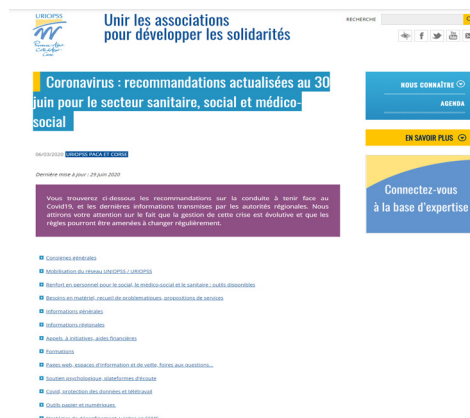 URIOPSS
Provence-Alpes
Côte d'Azur
Corse
Unir les associations
pour développer les solidarités
RECHERCHE
Coronavirus : recommandations actualisées au 30
juin pour le secteur sanitaire, social et médico-
social
NOUS CONNAÎTRE
AGENDA
EN SAVOIR PLUS
06/03/2020 URIOPSS PACA ET CORSE
Dernière mise à jour : 29 juin 2020
Vous trouverez ci-dessous les recommandations sur la conduite à tenir face au
Covid19, et les dernières informations transmises par les autorités régionales. Nous
attirons votre attention sur le fait que la gestion de cette crise est évolutive et que les
règles pourront être amenées à changer régulièrement.
Connectez-vous
à la base d'expertise
Consignes générales
Mobilisation du réseau UNIOPSS / URIOPSS
Renfort en personnel pour le social, le médico-social et le sanitaire : outils disponibles
Besoins en matériel, recueil de problématiques, propositions de services
Informations générales
Informations régionales
Appels à initiatives, aides financières
Formations
Pages web, espaces d'information et de veille, foires aux questions...
Soutien psychologique, plateformes d'écoute
Covid, protection des données et télétravail
Outils papier et numériques